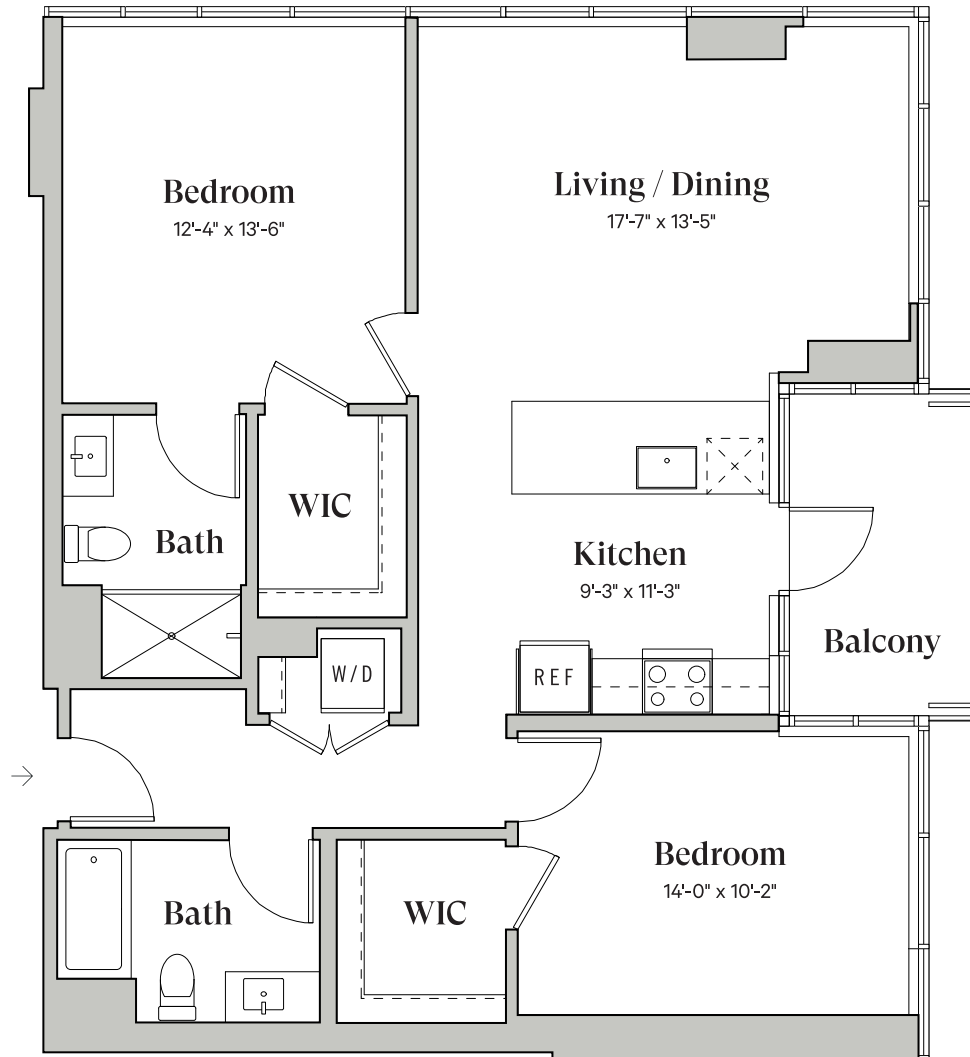 Bedroom
12'-4" x 13'-6"
Living / Dining
17'-7" x 13'-5"
WIC
Bath
Kitchen
9'-3" x 11'-3"
Balcony
W/D
REF
Bedroom
14'-0" x 10'-2"
Bath
WIC